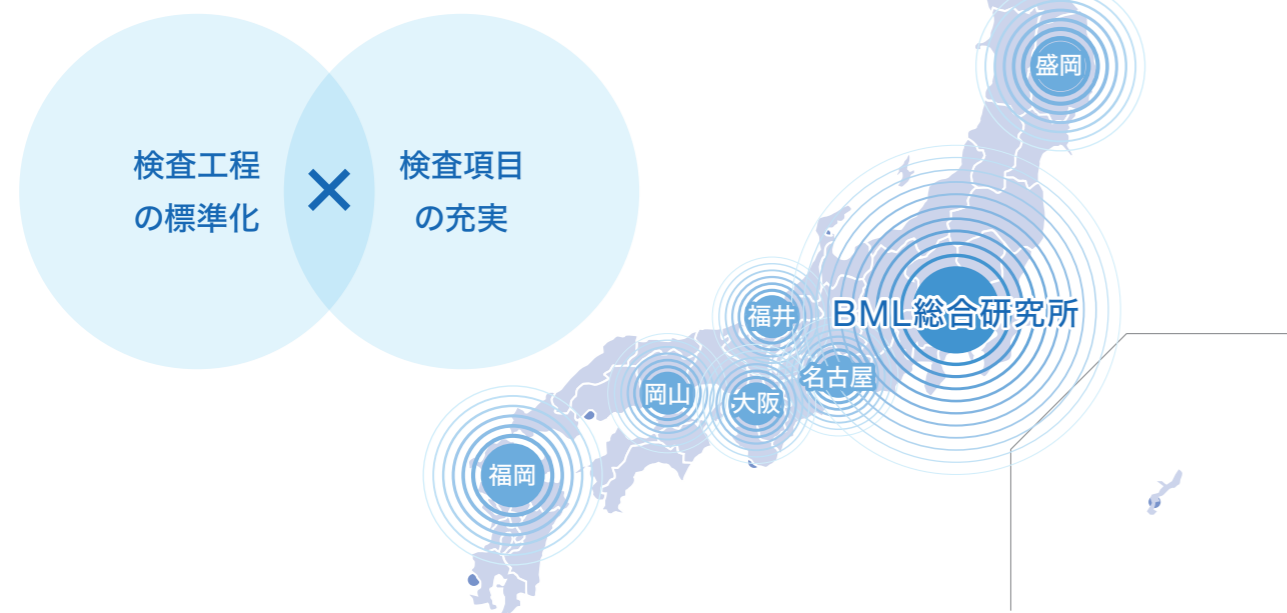 検査工程
の標準化
×
検査項目
の充実
盛岡
BML総合研究所
福井
名古屋
岡山
大阪
福岡